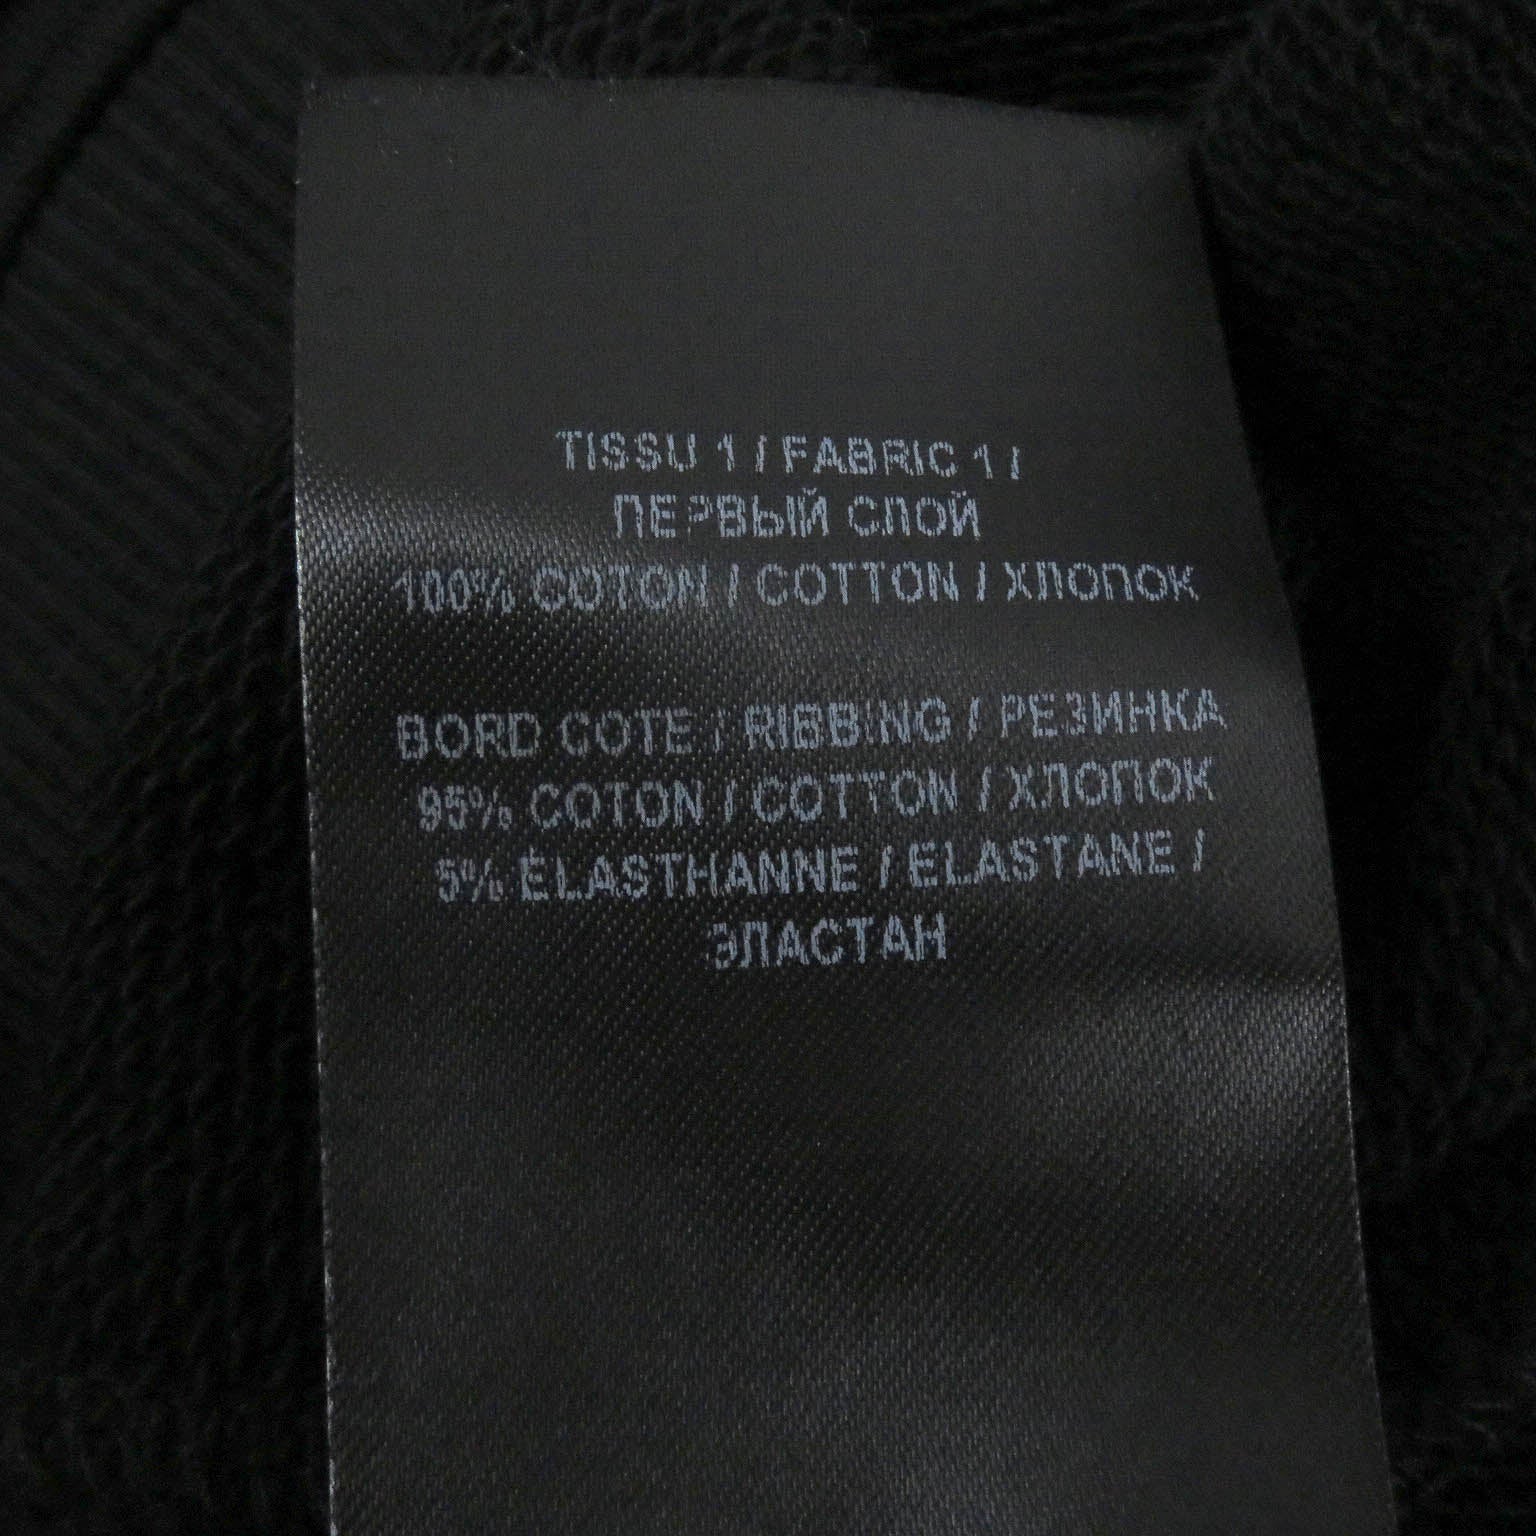 TISSU 1 / FABRIC 1 /
ПЕРВЫЙ СЛОЙ
100% COTON / COTTON / ХЛОПОК
BORD COTE / RIBBING / РЕЗИНКА
95% COTON / COTTON / ХЛОПОК
5% ÉLASTHANNE / ELASTANE /
ЭЛАСТАН